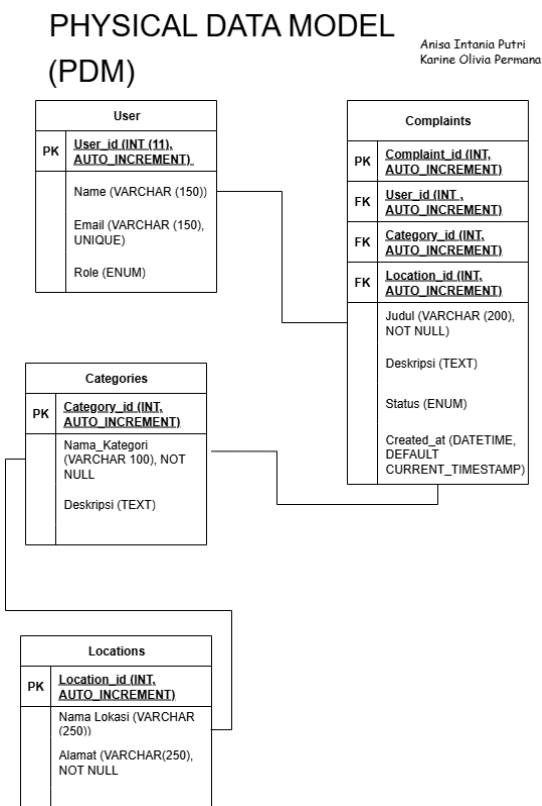 PHYSICAL DATA MODEL
(PDM)
Anisa Intania Putri
Karine Olivia Permana
User
PK
User_id (INT (11),
AUTO_INCREMENT)
Name (VARCHAR (150))
Email (VARCHAR (150),
UNIQUE)
Role (ENUM)
Complaints
PK
Complaint_id (INT,
AUTO_INCREMENT)
FK
User_id (INT ,
AUTO_INCREMENT)
FK
Category_id (INT,
AUTO_INCREMENT)
FK
Location_id (INT,
AUTO_INCREMENT)
Judul (VARCHAR (200),
NOT NULL)
Deskripsi (TEXT)
Status (ENUM)
Created_at (DATETIME,
DEFAULT
CURRENT_TIMESTAMP)
Categories
PK
Category_id (INT,
AUTO_INCREMENT)
Nama_Kategori
(VARCHAR 100), NOT
NULL
Deskripsi (TEXT)
Locations
PK
Location_id (INT,
AUTO_INCREMENT)
Nama Lokasi (VARCHAR
(250))
Alamat (VARCHAR(250),
NOT NULL